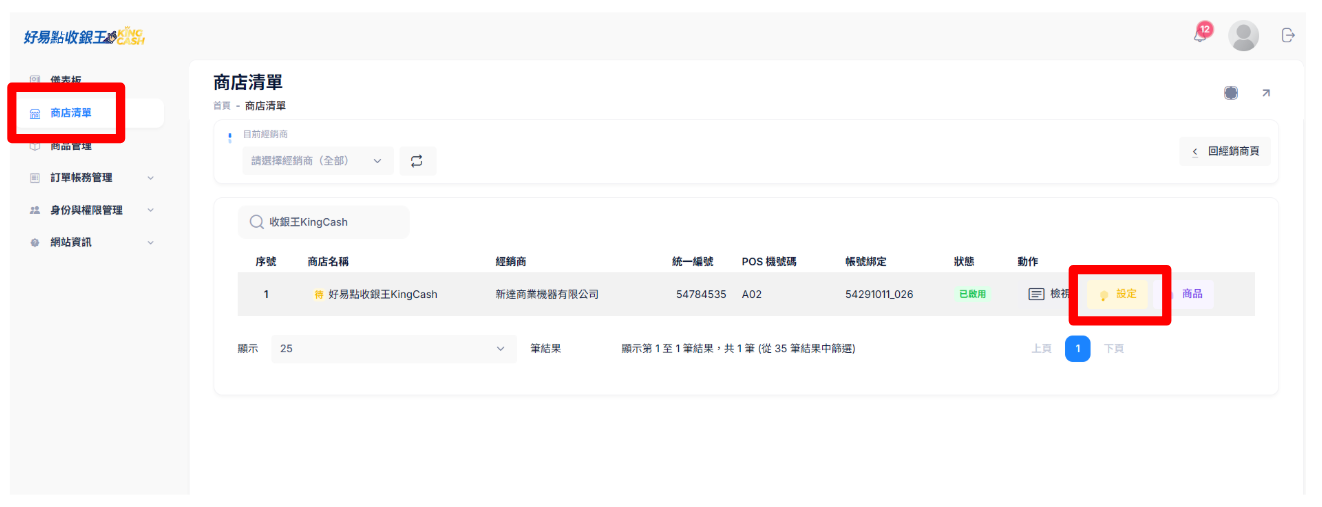 好易點收銀王 KING CASH
12
儀表板
商店清單
商品管理
訂單帳務管理
身份與權限管理
網站資訊
商店清單
首頁 - 商店清單
目前經銷商
請選擇經銷商（全部）
回經銷商頁
收銀王KingCash
序號 商店名稱 經銷商 統一編號 POS 機號碼 帳號綁定 狀態 動作
1 特 好易點收銀王KingCash 新達商業機器有限公司 54784535 A02 54291011_026 已啟用 檢視 設定 商品
顯示 25 筆結果 顯示第 1 至 1 筆結果，共 1 筆 (從 35 筆結果中篩選) 上頁 1 下頁